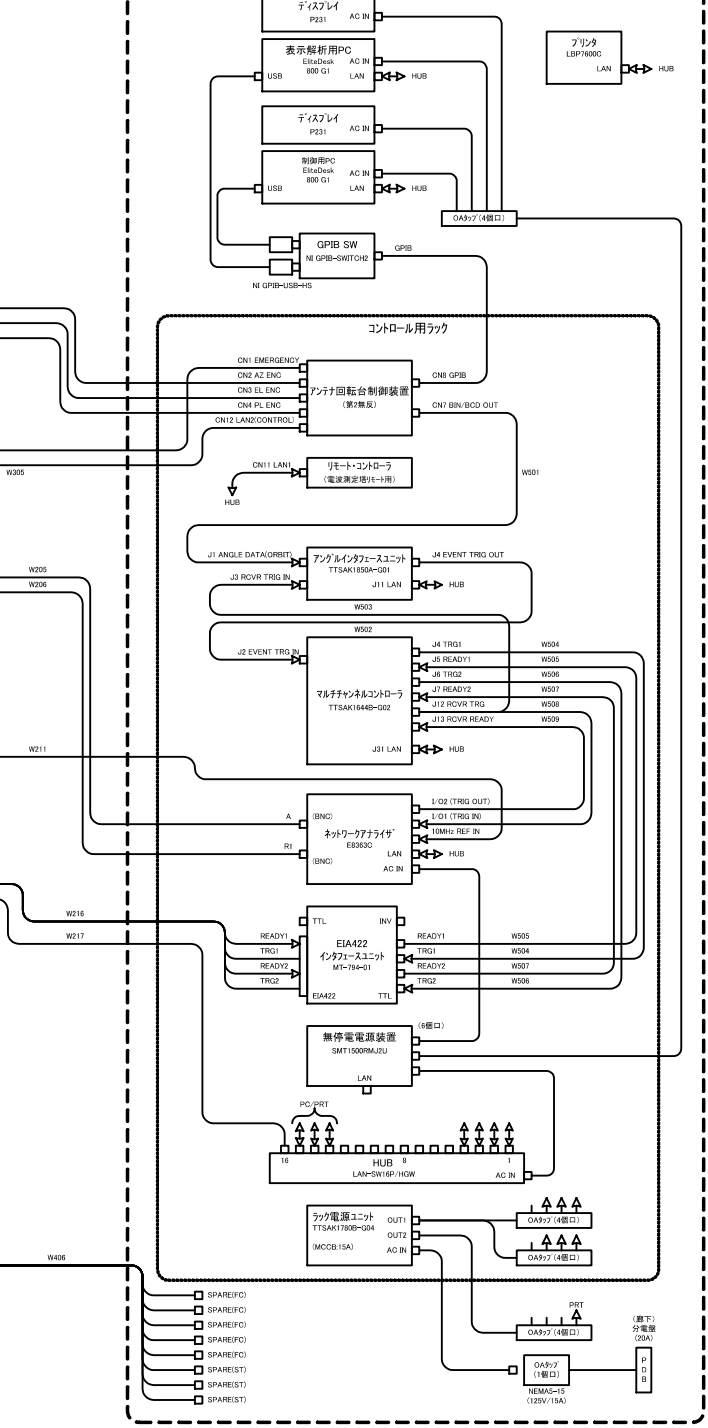 ディスプレイ
P231
AC IN
表示解析用PC
EliteDesk
800 G1
AC IN
USB
LAN
HUB
プリンタ
LBP7600C
LAN
HUB
ディスプレイ
P231
AC IN
制御用PC
EliteDesk
800 G1
AC IN
USB
LAN
HUB
OAタップ(4個口)
GPIB SW
NI GPIB-SWITCH2
GPIB
NI GPIB-USB-HS
コントロール用ラック
CN1 EMERGENCY
CN2 AZ ENC
CN3 EL ENC
CN4 PL ENC
CN12 LAN2(CONTROL)
アンテナ回転台制御装置
(第2無反)
CN8 GPIB
CN7 BIN/BCD OUT
W305
CN11 LAN1
HUB
リモート・コントローラ
(電波測定塔リモート用)
W501
J1 ANGLE DATA(ORBIT)
J3 RCVR TRIG IN
アングルインタフェースユニット
TTSAK1850A-G01
J4 EVENT TRIG OUT
J11 LAN
HUB
W205
W206
W503
W502
J2 EVENT TRG IN
マルチチャンネルコントローラ
TTSAK1644B-G02
J4 TRG1
W504
J5 READY1
W505
J6 TRG2
W506
J7 READY2
W507
J12 RCVR TRG
W508
J13 RCVR READY
W509
J31 LAN
HUB
W211
A
(BNC)
R1
(BNC)
ネットワークアナライザ
E8363C
I/O2 (TRIG OUT)
I/O1 (TRIG IN)
10MHz REF IN
LAN
HUB
AC IN
W216
W217
READY1
TRG1
READY2
TRG2
TTL
INV
EIA422
インタフェースユニット
MT-794-01
EIA422
TTL
READY1
W505
TRG1
W504
READY2
W507
TRG2
W506
無停電電源装置
SMT1500RMJ2U
LAN
(6個口)
PC/PRT
16
HUB
8
1
LAN-SW16P/HGW
AC IN
ラック電源ユニット
TTSAK1780B-G04
(MCCB:15A)
OUT1
OUT2
AC IN
OAタップ(4個口)
OAタップ(4個口)
W406
SPARE(FC)
SPARE(FC)
SPARE(FC)
SPARE(FC)
SPARE(FC)
SPARE(ST)
SPARE(ST)
SPARE(ST)
PRT
OAタップ(4個口)
OAタップ
(1個口)
NEMA5-15
(125V/15A)
(廊下)
分電盤
(20A)
PDB